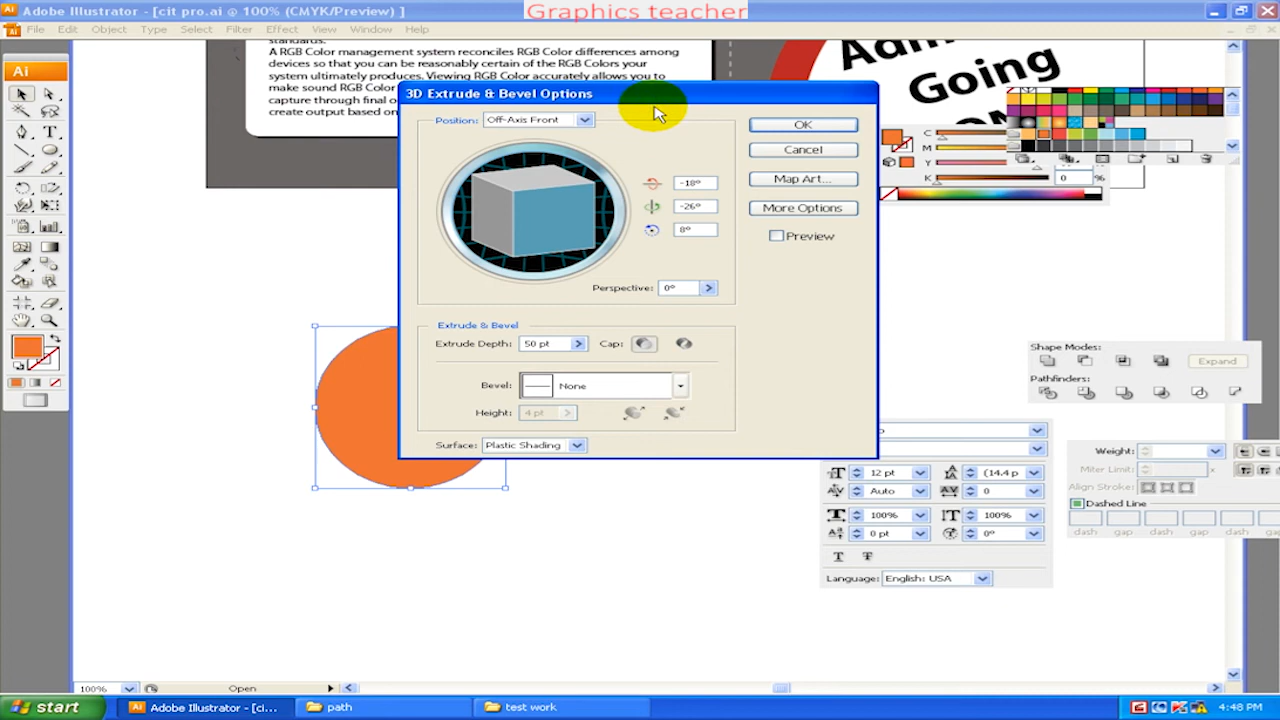 Adobe Illustrator - [cit pro.ai @ 100% (CMYK/Preview) ]
Graphics teacher
File Edit Object Type Select Filter Effect View Window Help
A RGB Color management system reconciles RGB Color differences among
devices so that you can be reasonably certain of the RGB Colors your
system ultimately produces. Viewing RGB Color accurately allows you to
make sound RGB Color
capture through final o
create output based on
Going
Ai
3D Extrude & Bevel Options
Position: Off-Axis Front
OK
Cancel
Map Art...
More Options
Preview
-18°
-26°
8°
Perspective: 0°
Extrude & Bevel
Extrude Depth: 50 pt Cap:
Bevel: None
Height: 4 pt
Surface: Plastic Shading
C
M
Y
K 0 %
Shape Modes:
Expand
Pathfinders:
12 pt (14.4 p
Auto 0
100% 100%
0 pt 0°
T T
Language: English: USA
Weight:
Miter Limit: x
Align Stroke:
Dashed Line
dash gap dash gap dash gap
100% Open
start Adobe Illustrator - [ci... path test work 4:48 PM